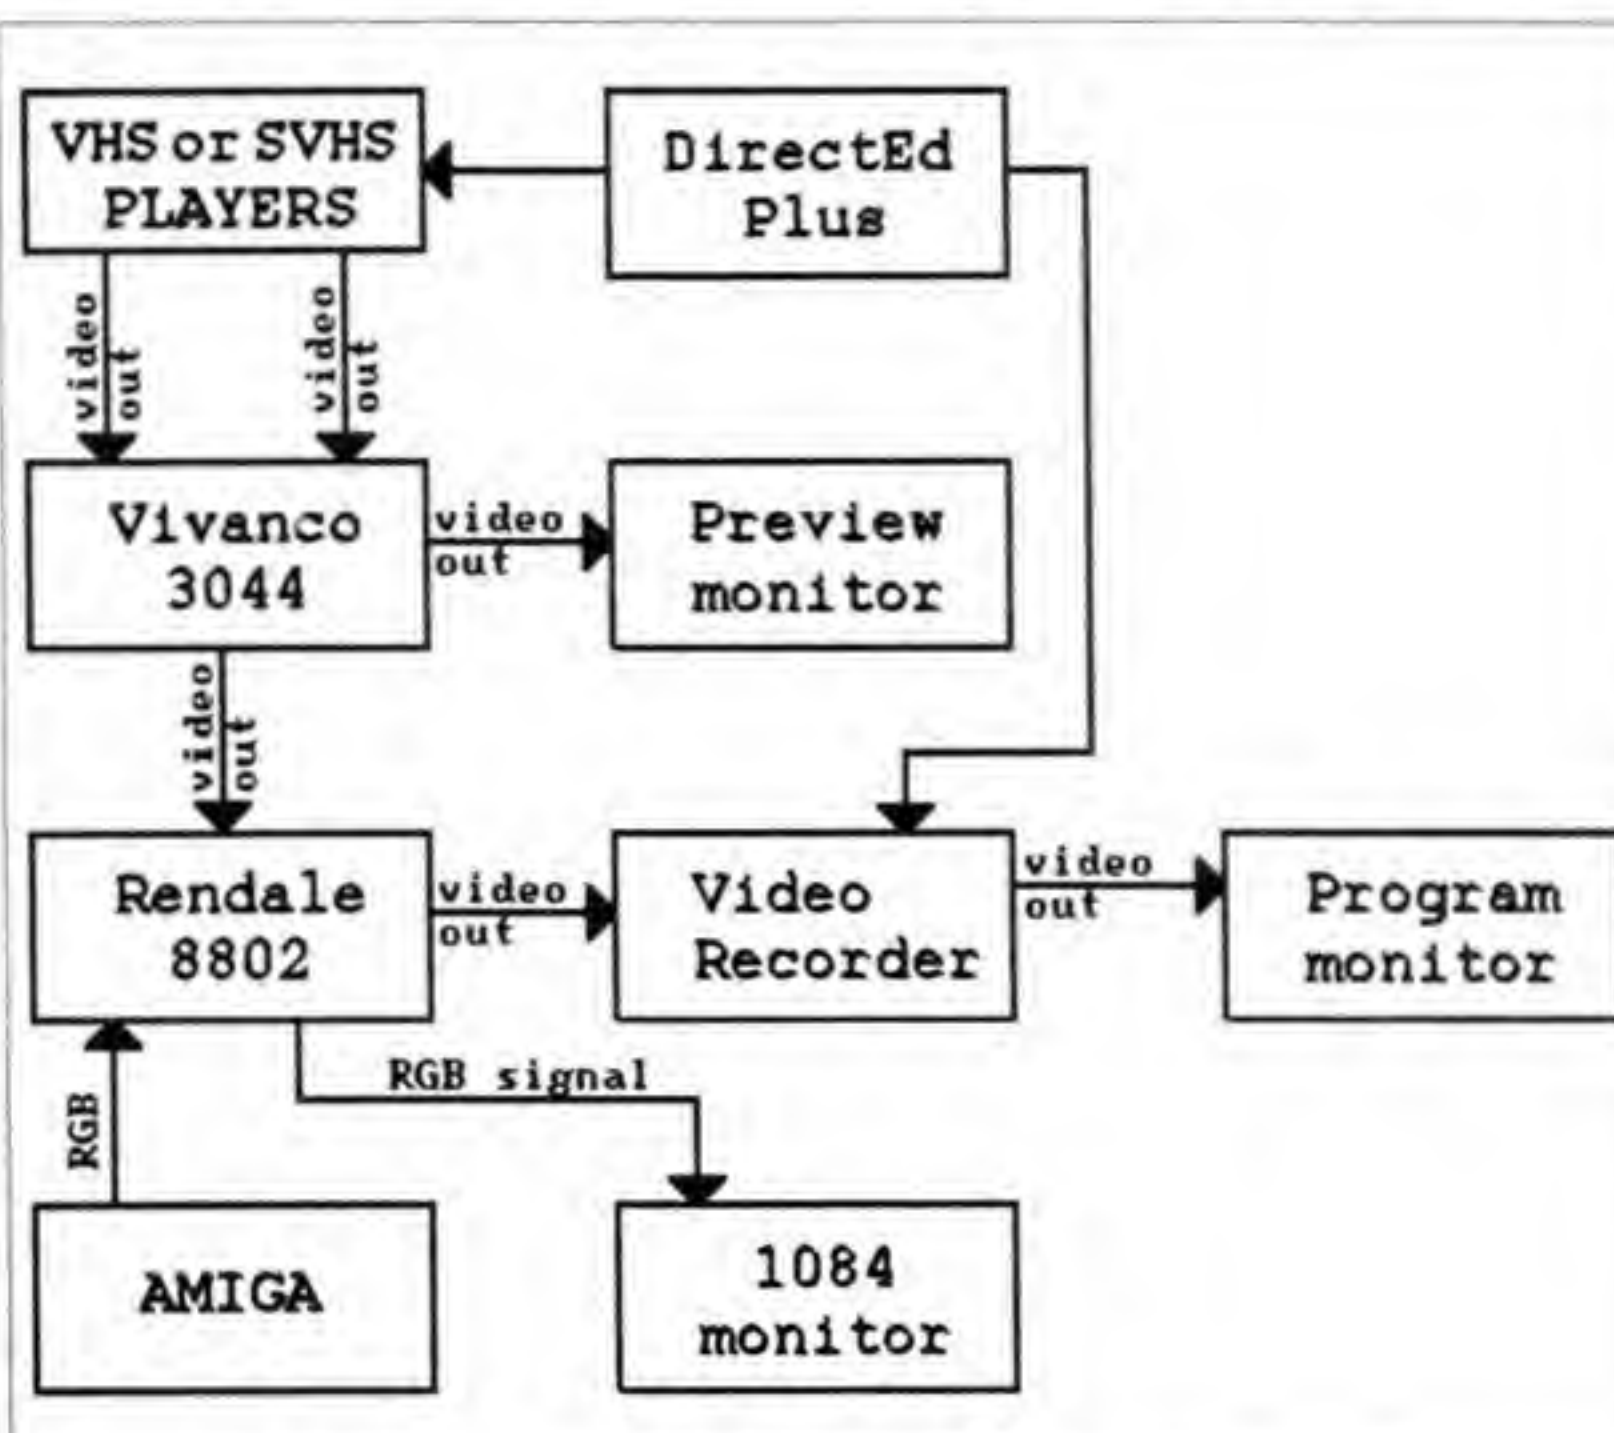 VHS or SVHS
PLAYERS
DirectEd
Plus
video
out
video
out
Vivanco
3044
video
out
Preview
monitor
video
out
Rendale
8802
video
out
Video
Recorder
video
out
Program
monitor
RGB
RGB signal
AMIGA
1084
monitor